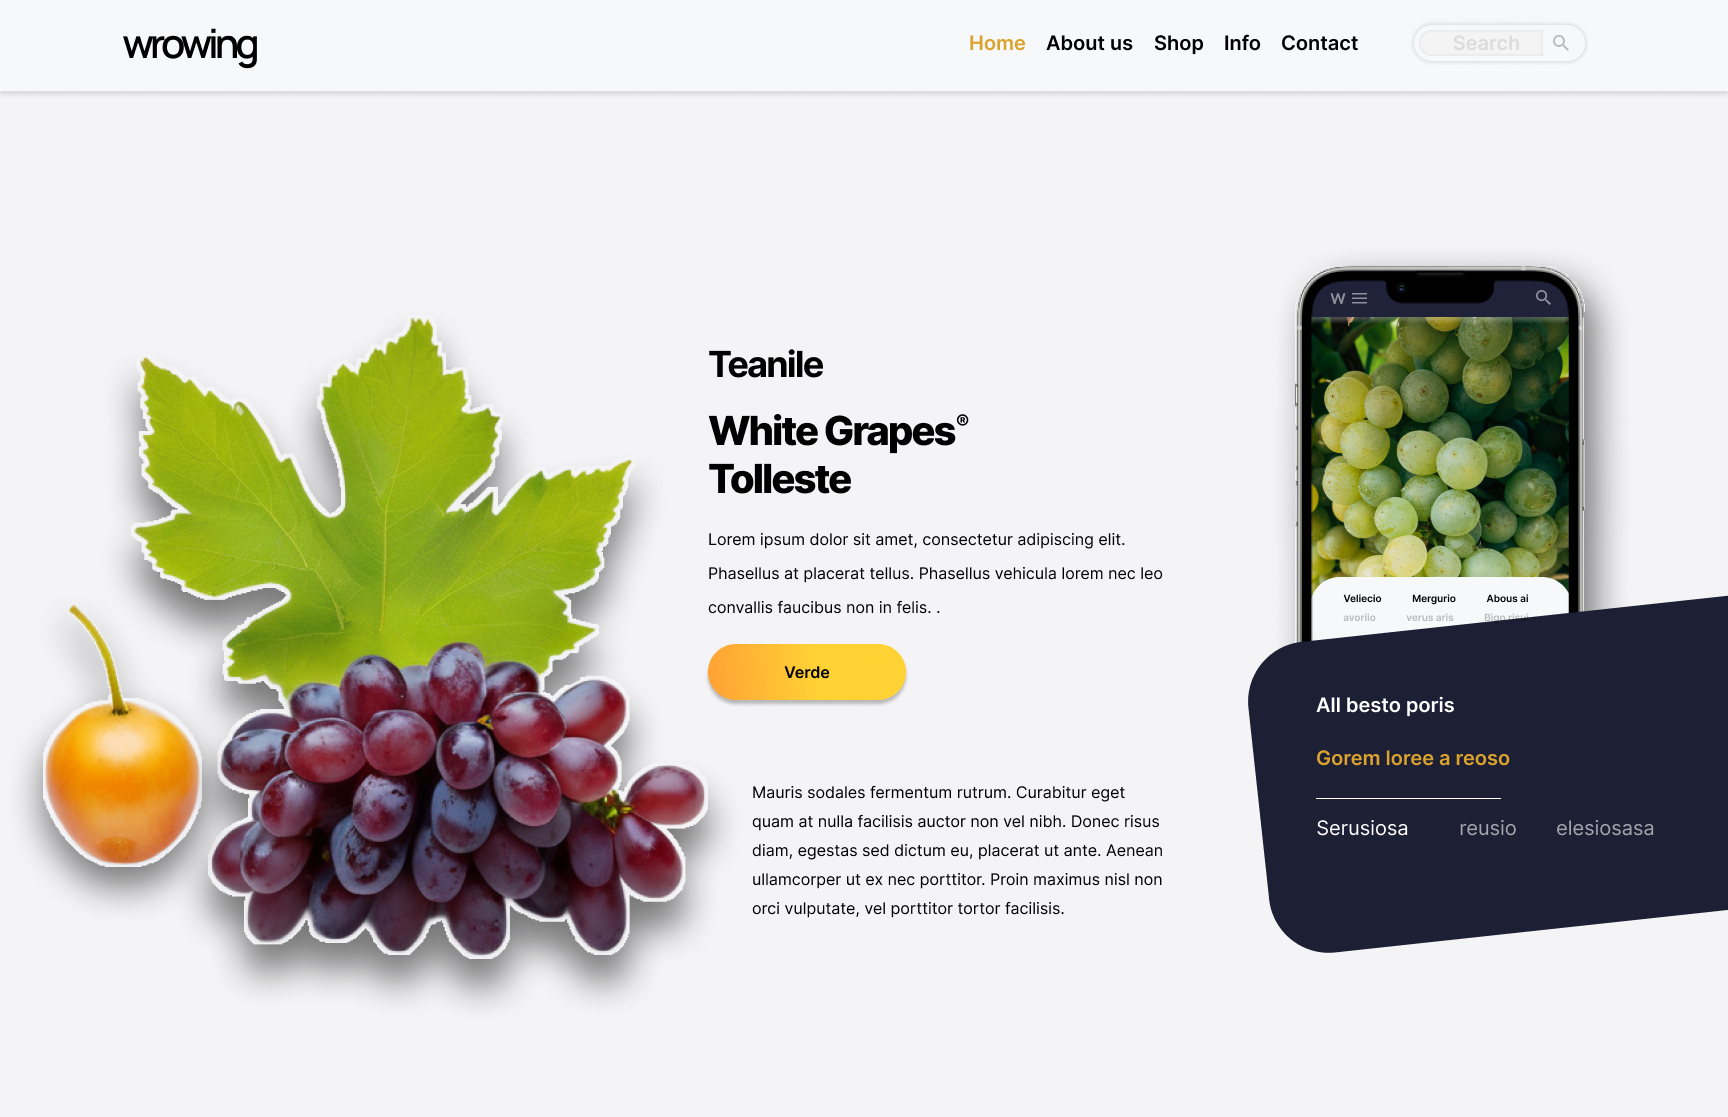 wrowing
Home About us Shop Info Contact
Search
W
Teanile
White Grapes®
Tolleste
Lorem ipsum dolor sit amet, consectetur adipiscing elit.
Phasellus at placerat tellus. Phasellus vehicula lorem nec leo
convallis faucibus non in felis. .
Verde
Mauris sodales fermentum rutrum. Curabitur eget
quam at nulla facilisis auctor non vel nibh. Donec risus
diam, egestas sed dictum eu, placerat ut ante. Aenean
ullamcorper ut ex nec porttitor. Proin maximus nisl non
orci vulputate, vel porttitor tortor facilisis.
Veliecio Mergurio Abous ai
avoriio verus aris Bigo
All besto poris
Gorem loree a reoso
Serusiosa reusio elesiosasa